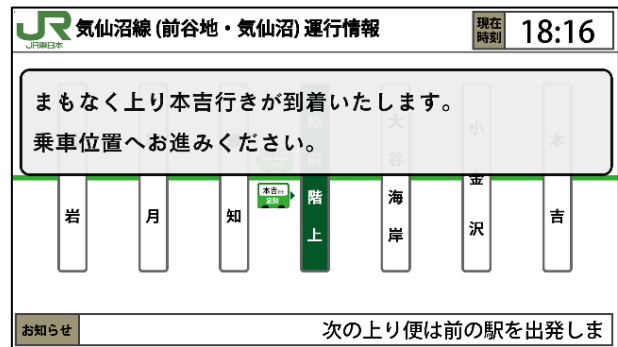 JR
JR東日本
気仙沼線 (前谷地・気仙沼) 運行情報
現在
時刻
18:16
まもなく上り本吉行きが到着いたします。
乗車位置へお進みください。
岩
月
知
本吉行
定刻
階上
大谷海岸
小金沢
本吉
お知らせ
次の上り便は前の駅を出発しま